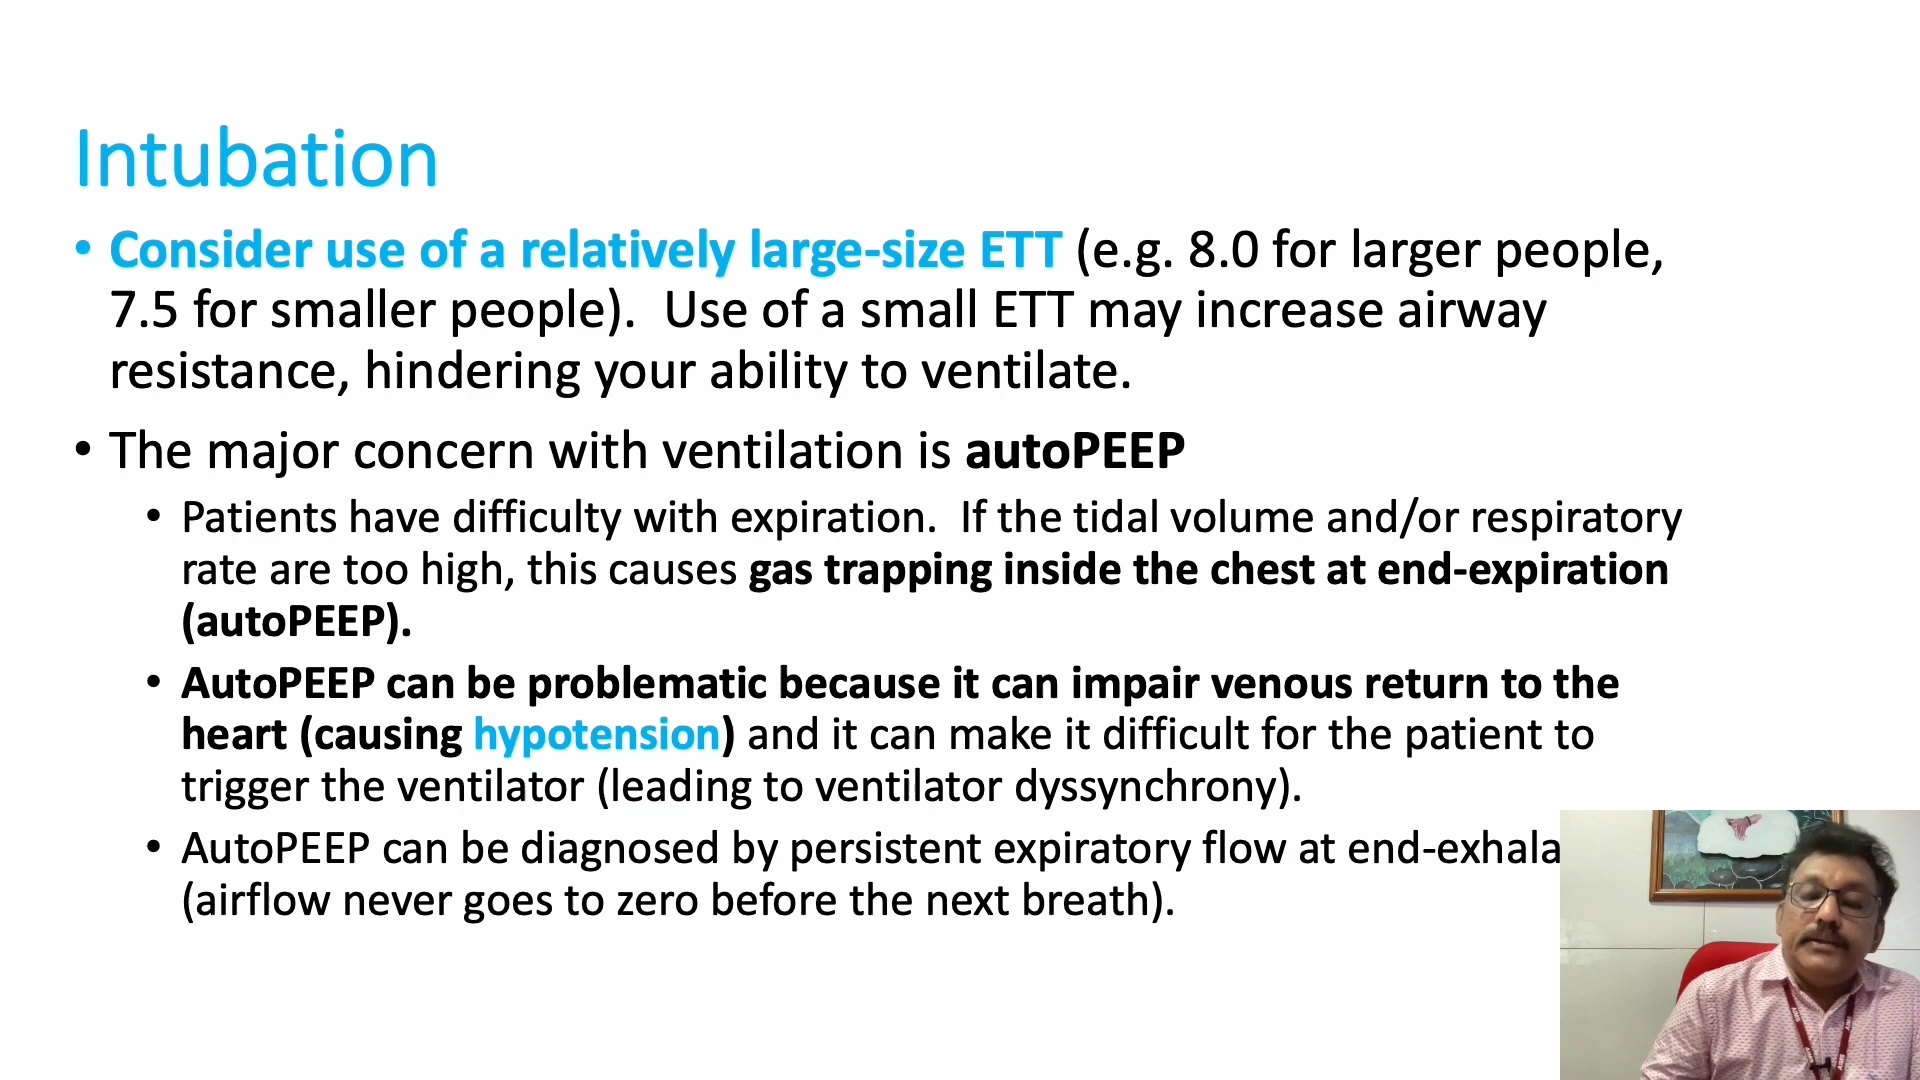 Intubation
• Consider use of a relatively large-size ETT (e.g. 8.0 for larger people,
7.5 for smaller people).  Use of a small ETT may increase airway
resistance, hindering your ability to ventilate.
• The major concern with ventilation is autoPEEP
• Patients have difficulty with expiration.  If the tidal volume and/or respiratory
rate are too high, this causes gas trapping inside the chest at end-expiration
(autoPEEP).
• AutoPEEP can be problematic because it can impair venous return to the
heart (causing hypotension) and it can make it difficult for the patient to
trigger the ventilator (leading to ventilator dyssynchrony).
• AutoPEEP can be diagnosed by persistent expiratory flow at end-exhala
(airflow never goes to zero before the next breath).